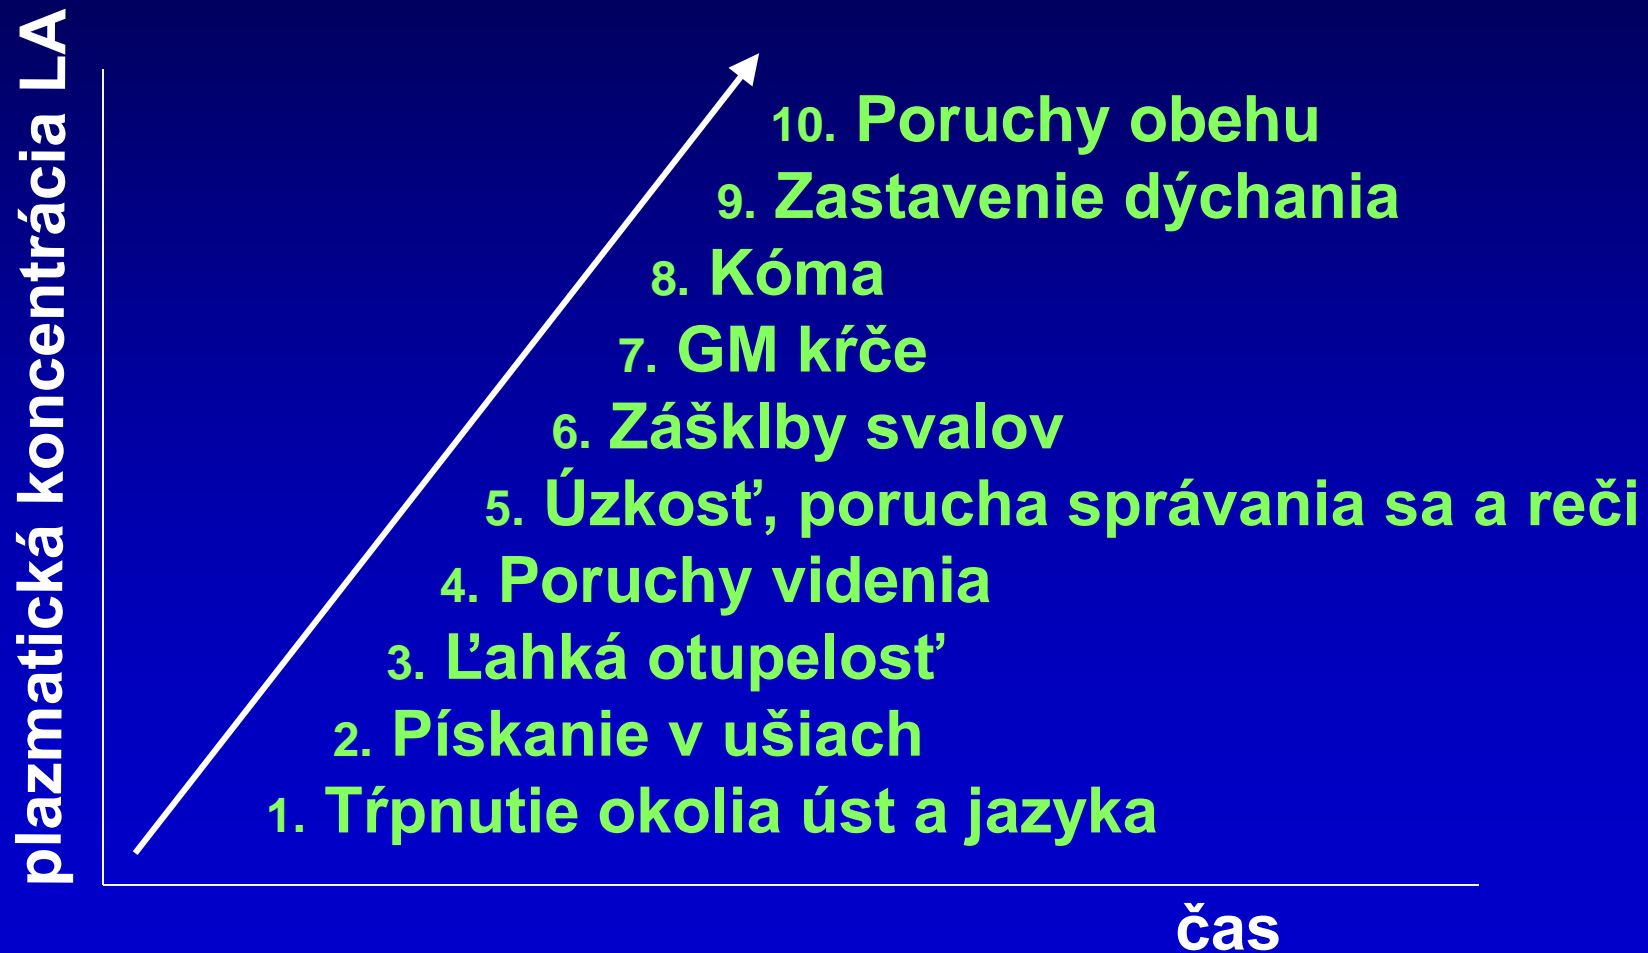 plazmatická koncentrácia LA
10. Poruchy obehu
9. Zastavenie dýchania
8. Kóma
7. GM kŕče
6. Zášklby svalov
5. Úzkosť, porucha správania sa a reči
4. Poruchy videnia
3. Ľahká otupelosť
2. Pískanie v ušiach
1. Tŕpnutie okolia úst a jazyka
čas